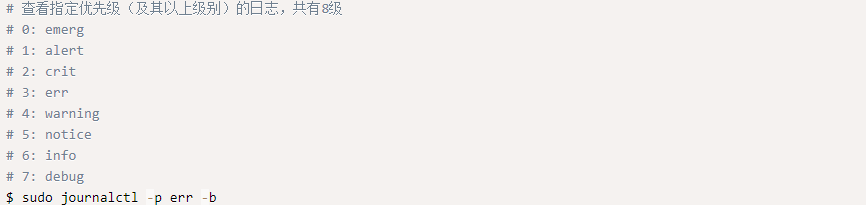 # 查看指定优先级（及其以上级别）的日志，共有8级
# 0: emerg
# 1: alert
# 2: crit
# 3: err
# 4: warning
# 5: notice
# 6: info
# 7: debug
$ sudo journalctl -p err -b